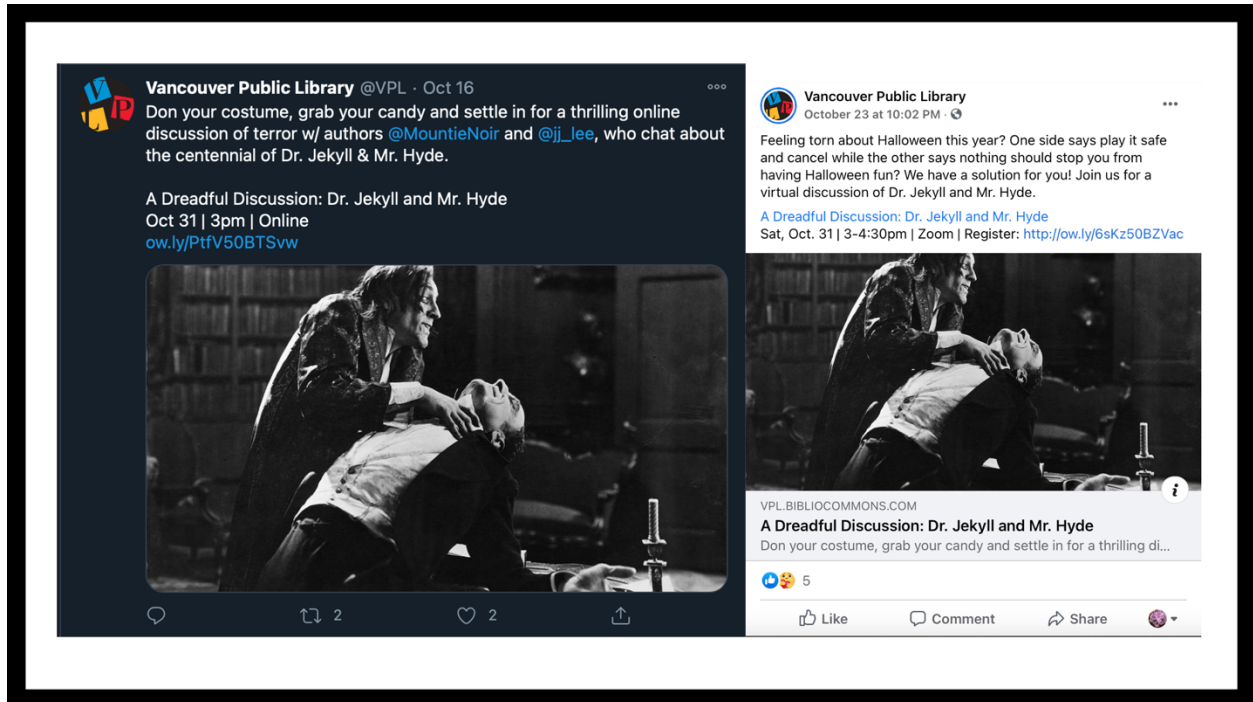 Vancouver Public Library @VPL · Oct 16
Don your costume, grab your candy and settle in for a thrilling online
discussion of terror w/ authors @MountieNoir and @jj_lee, who chat about
the centennial of Dr. Jekyll & Mr. Hyde.
A Dreadful Discussion: Dr. Jekyll and Mr. Hyde
Oct 31 | 3pm | Online
ow.ly/PtfV50BTSvw
2
2
Vancouver Public Library
October 23 at 10:02 PM ·
Feeling torn about Halloween this year? One side says play it safe
and cancel while the other says nothing should stop you from
having Halloween fun? We have a solution for you! Join us for a
virtual discussion of Dr. Jekyll and Mr. Hyde.
A Dreadful Discussion: Dr. Jekyll and Mr. Hyde
Sat, Oct. 31 | 3-4:30pm | Zoom | Register: http://ow.ly/6sKz50BZVac
VPL.BIBLIOCOMMONS.COM
A Dreadful Discussion: Dr. Jekyll and Mr. Hyde
Don your costume, grab your candy and settle in for a thrilling di...
5
Like Comment Share